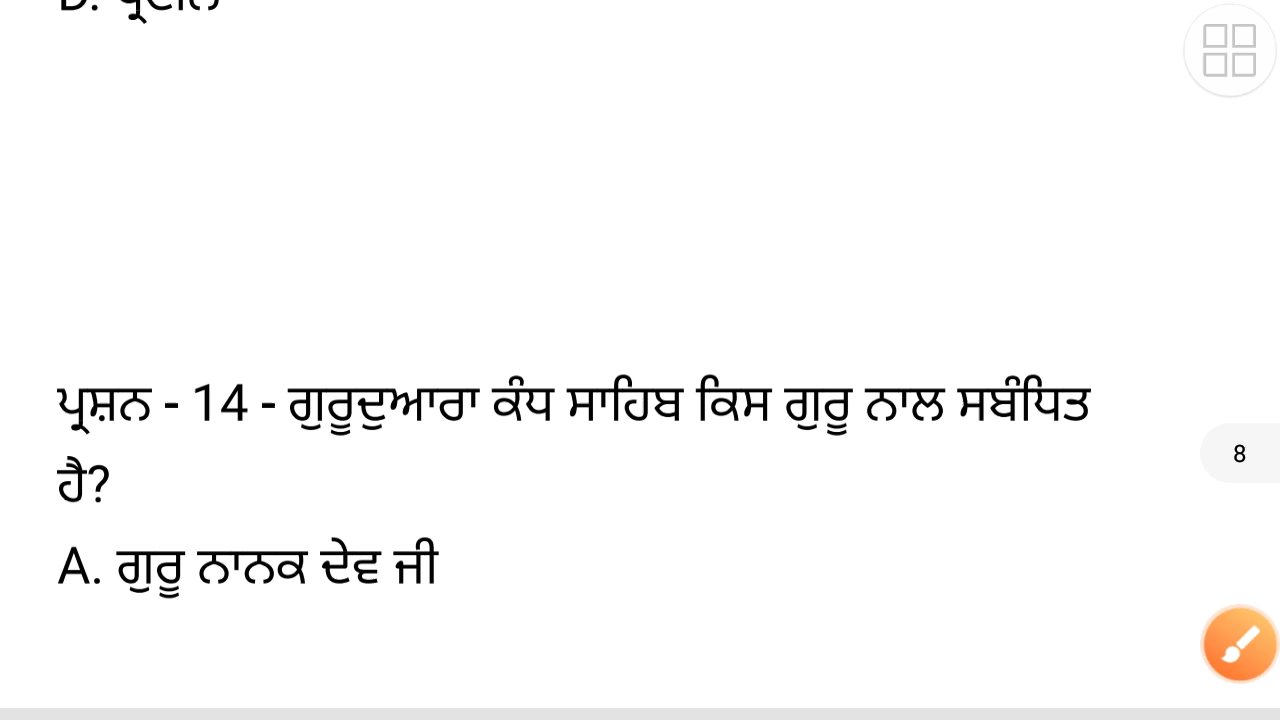 ਪ੍ਰਸ਼ਨ - 14 - ਗੁਰੂਦੁਆਰਾ ਕੰਧ ਸਾਹਿਬ ਕਿਸ ਗੁਰੂ ਨਾਲ ਸਬੰਧਿਤ
ਹੈ?
8
A. ਗੁਰੂ ਨਾਨਕ ਦੇਵ ਜੀ